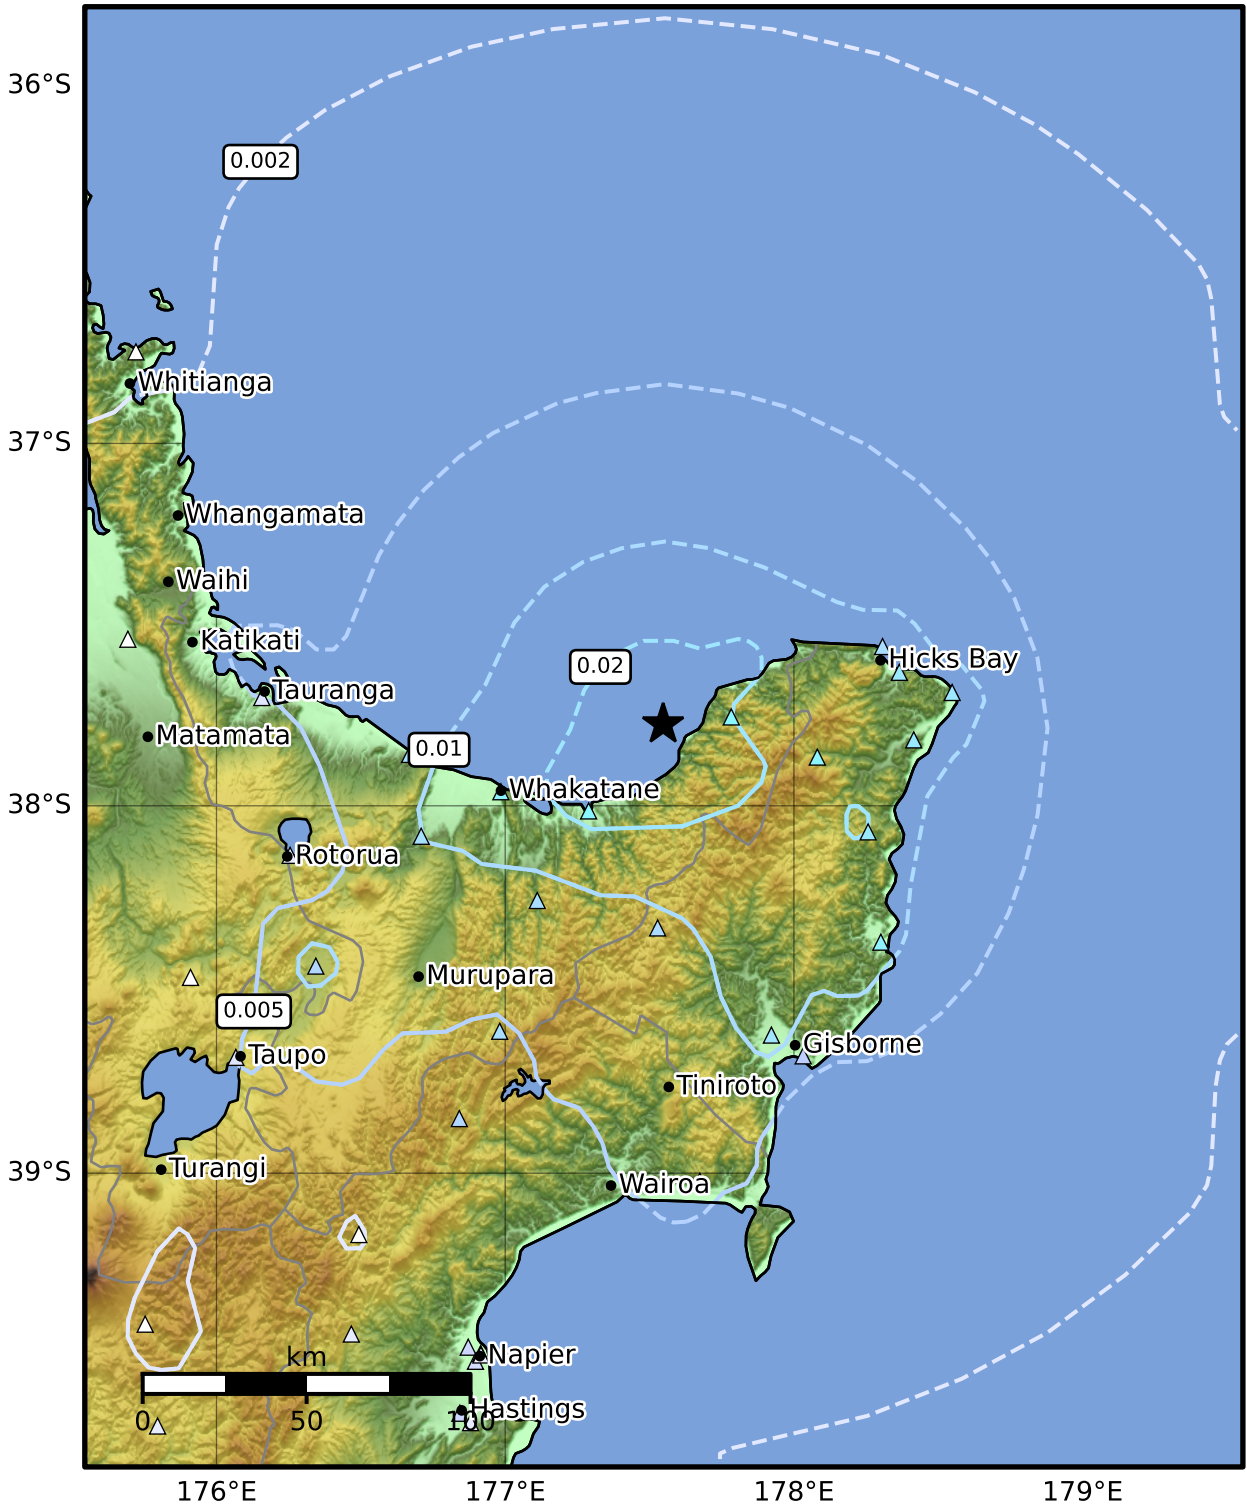 36°S
0.002
Whitianga
37°S
Whangamata
Waihi
Katikati
Hicks Bay
0.02
Tauranga
Matamata
0.01
Whakatane
38°S
Rotorua
Murupara
0.005
Gisborne
Taupo
Tiniroto
39°S
Turangi
Wairoa
km
Napier
Hastings
0 50 100
176°E 177°E 178°E 179°E